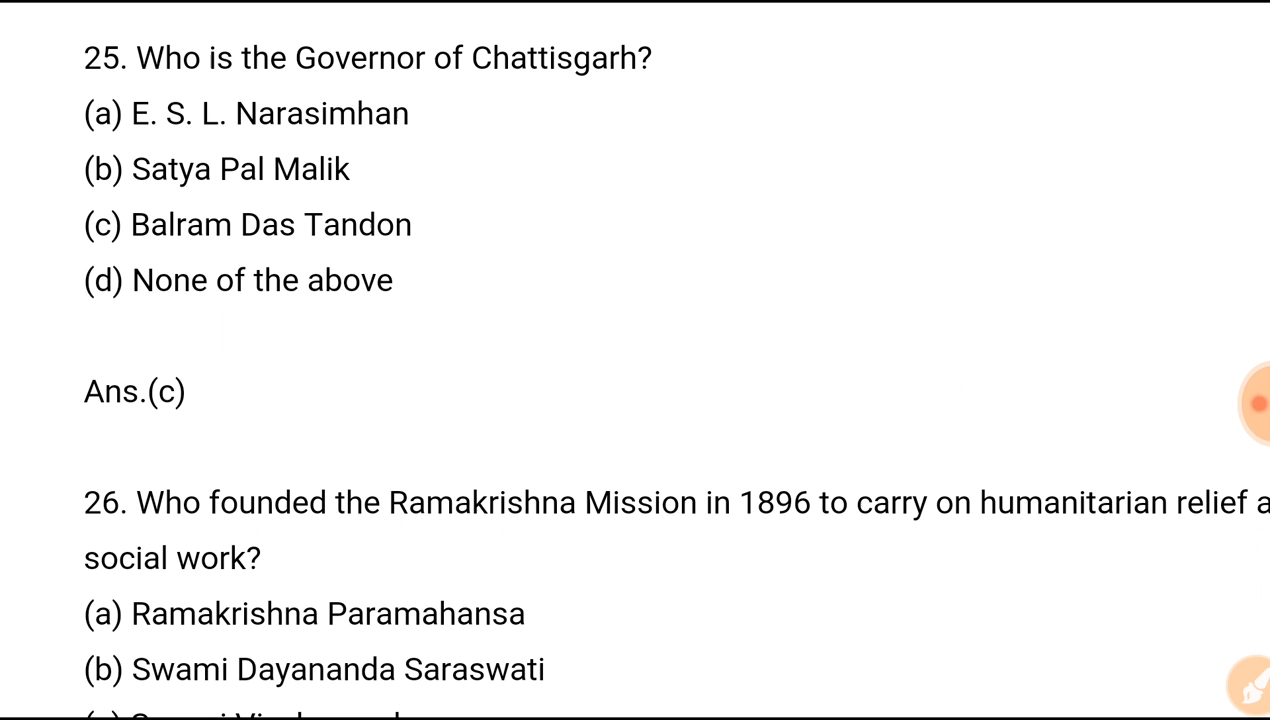 25. Who is the Governor of Chattisgarh?
(a) E. S. L. Narasimhan
(b) Satya Pal Malik
(c) Balram Das Tandon
(d) None of the above
Ans.(c)
26. Who founded the Ramakrishna Mission in 1896 to carry on humanitarian relief a
social work?
(a) Ramakrishna Paramahansa
(b) Swami Dayananda Saraswati